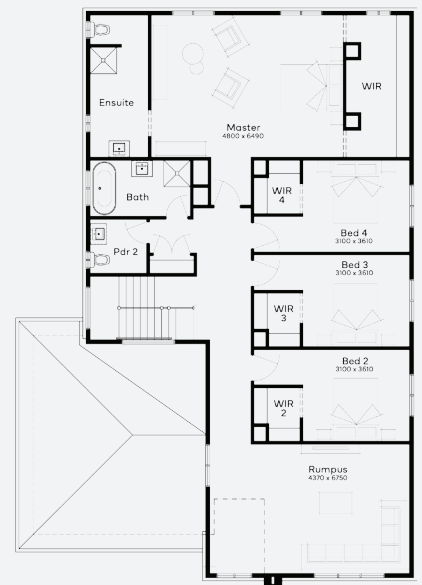 Ensuite
WIR
Master
4800 x 6490
Bath
WIR
4
Bed 4
3100 x 3610
Pdr 2
Bed 3
3100 x 3610
WIR
3
Bed 2
3100 x 3610
WIR
2
Rumpus
4370 x 6750